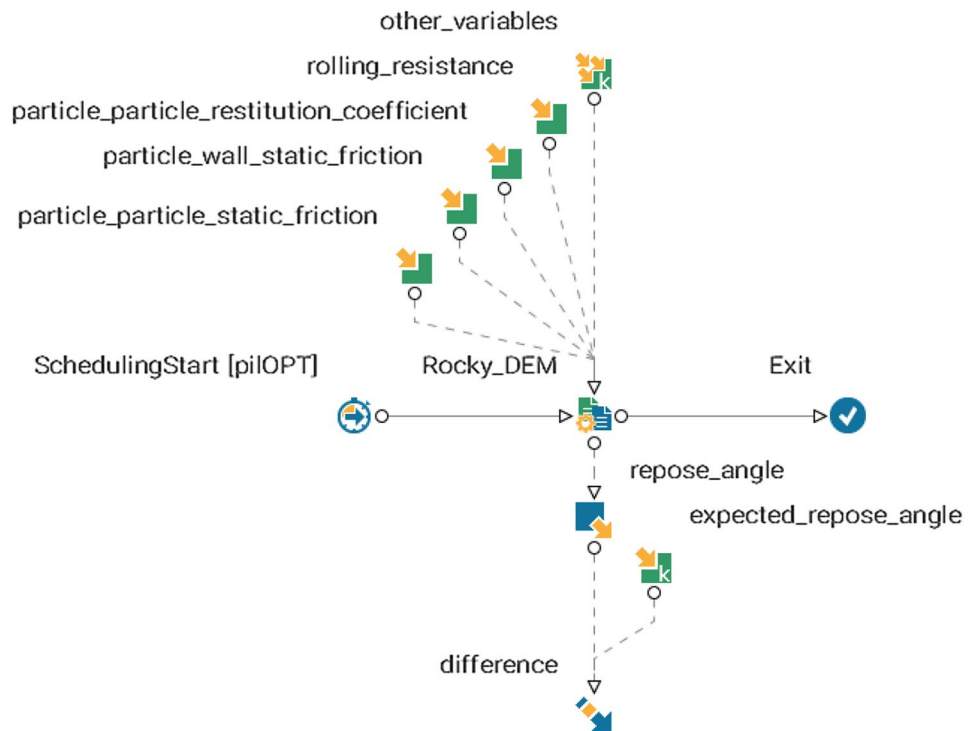 other_variables
rolling_resistance
k
particle_particle_restitution_coefficient
particle_wall_static_friction
particle_particle_static_friction
SchedulingStart [pilOPT]
Rocky_DEM
Exit
repose_angle
expected_repose_angle
k
difference